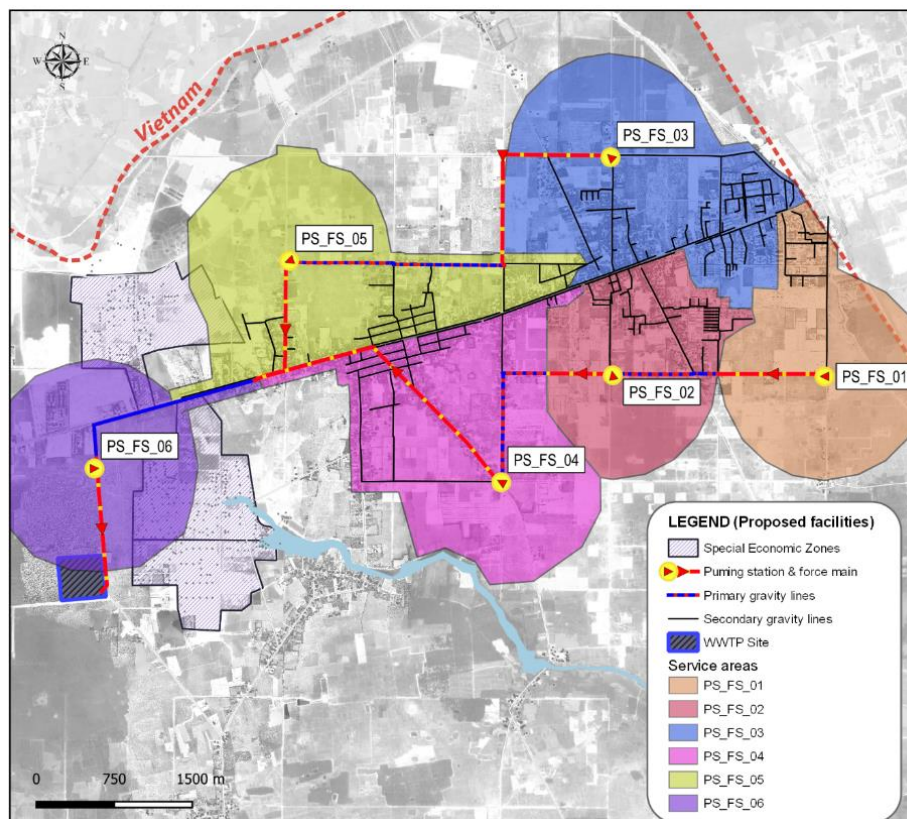 N
W E
S
Vietnam
PS_FS_03
PS_FS_05
PS_FS_01
PS_FS_02
PS_FS_06
PS_FS_04
LEGEND (Proposed facilities)
Special Economic Zones
Puming station & force main
Primary gravity lines
Secondary gravity lines
WWTP Site
Service areas
PS_FS_01
PS_FS_02
PS_FS_03
PS_FS_04
PS_FS_05
PS_FS_06
0 750 1500 m